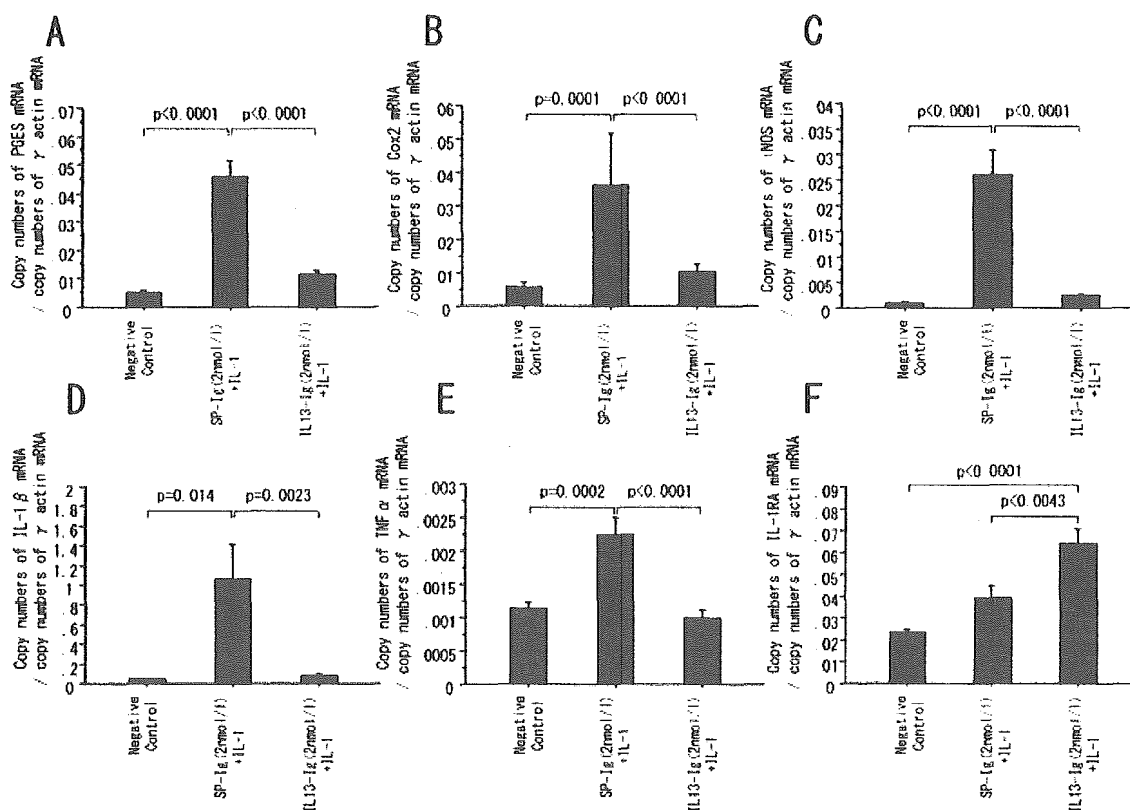 A
Copy numbers of PGES mRNA
/ copy numbers of γ actin mRNA
p<0.0001
p<0.0001
.07
.06
.05
.04
.03
.02
.01
0
Negative
Control
SP-Ig(2nmol/l)
+IL-1
IL13-Ig(2nmol/l)
+IL-1
B
Copy numbers of Cox2 mRNA
/ copy numbers of γ actin mRNA
p=0.0001
p<0 0001
06
.05
.04
.03
.02
.01
0
Negative
Control
SP-Ig(2nmol/l)
+IL-1
IL13-Ig(2nmol/l)
+IL-1
C
Copy numbers of iNOS mRNA
/ copy numbers of γ actin mRNA
p<0.0001
p<0.0001
04
.035
.03
.025
.02
.015
.01
.005
0
Negative
Control
SP-Ig(2nmol/l)
+IL-1
IL13-Ig(2nmol/l)
+IL-1
D
Copy numbers of IL-1β mRNA
/ copy numbers of γ actin mRNA
p=0.014
p=0.0023
2
1.8
1.6
1.4
1.2
1
.8
.6
.4
.2
0
Negative
Control
SP-Ig(2nmol/l)
+IL-1
IL13-Ig(2nmol/l)
+IL-1
E
Copy numbers of TNFα mRNA
/ copy numbers of γ actin mRNA
p=0.0002
p<0.0001
.003
.0025
.002
.0015
.001
.0005
0
Negative
Control
SP-Ig(2nmol/l)
+IL-1
IL13-Ig(2nmol/l)
+IL-1
F
Copy numbers of IL-1RA mRNA
/ copy numbers of γ actin mRNA
p<0 0001
p<0.0043
.09
.08
.07
.06
.05
.04
.03
.02
.01
0
Negative
Control
SP-Ig(2nmol/l)
+IL-1
IL13-Ig(2nmol/l)
+IL-1